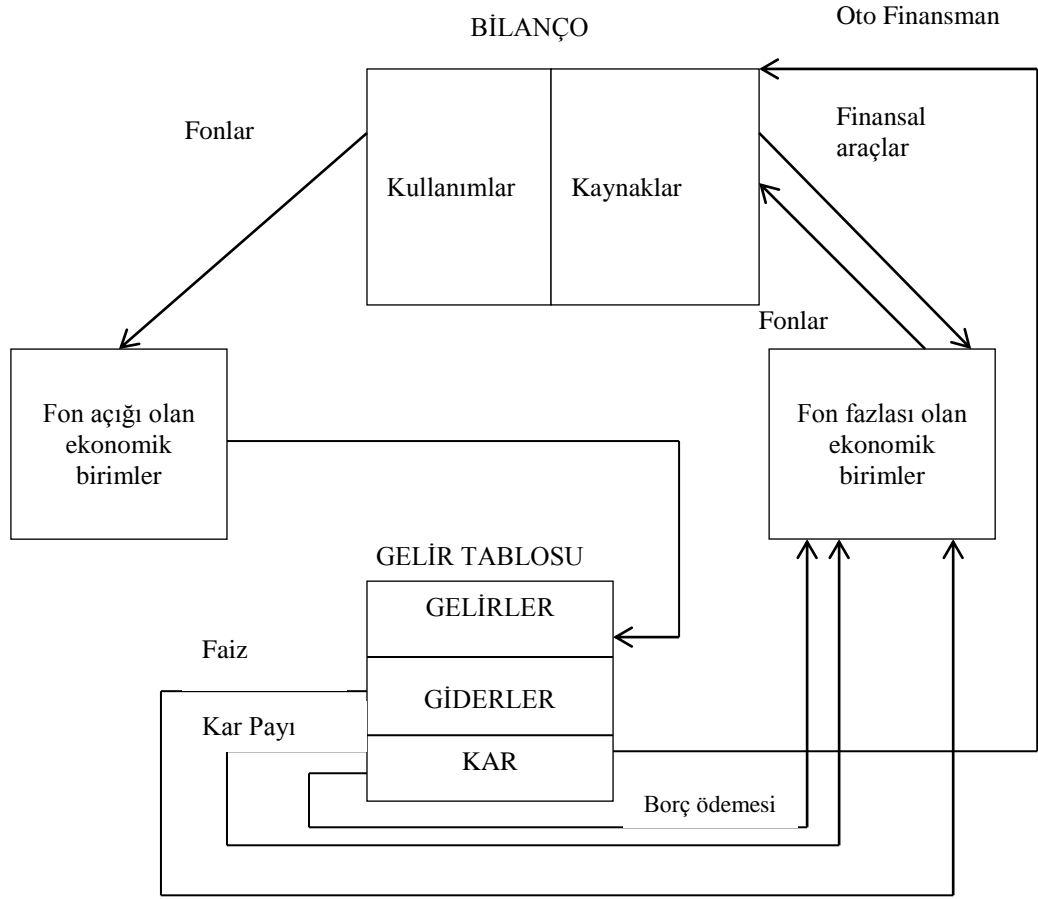 BİLANÇO
Oto Finansman
Fonlar
Finansal
araçlar
Kullanımlar
Kaynaklar
Fonlar
Fon açığı olan
ekonomik
birimler
Fon fazlası olan
ekonomik
birimler
GELİR TABLOSU
GELİRLER
Faiz
GİDERLER
Kar Payı
KAR
Borç ödemesi